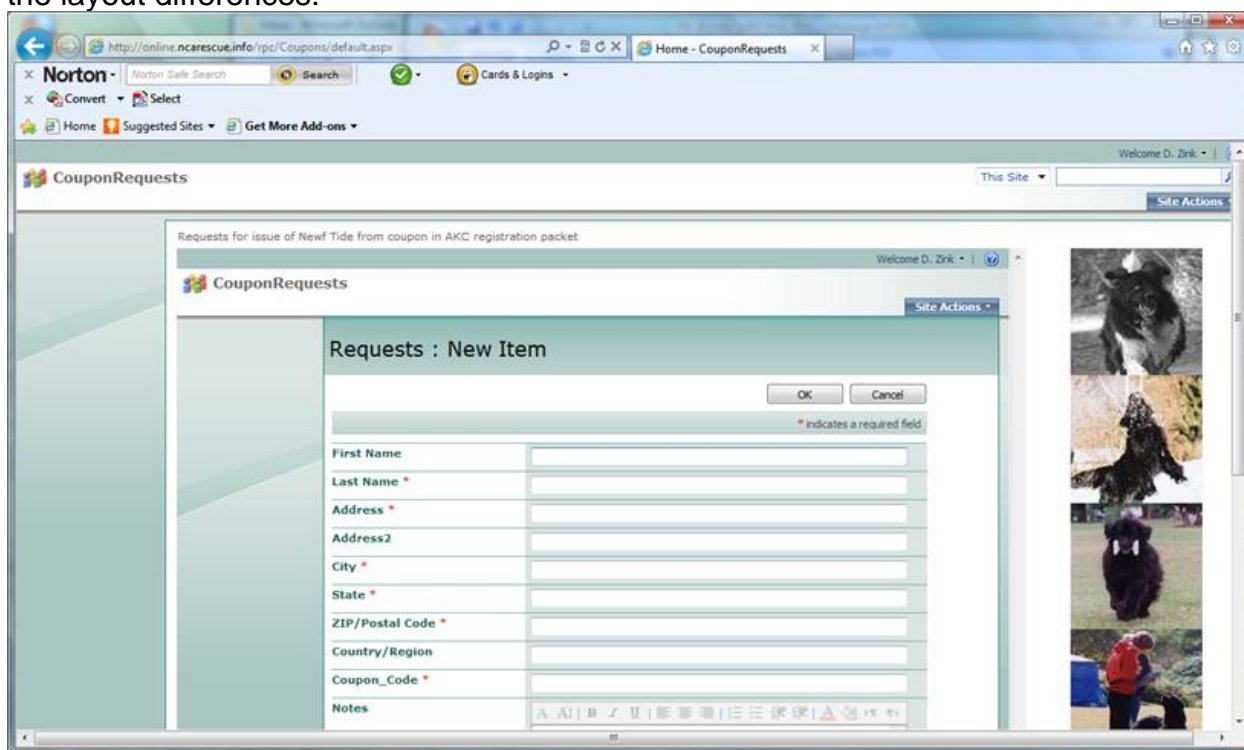 the layout differences.
http://online.ncarescue.info/rpc/Coupons/default.aspx
Home - CouponRequests
Norton
Norton Safe Search
Search
Cards & Logins
Convert
Select
Home
Suggested Sites
Get More Add-ons
Welcome D. Zink
CouponRequests
This Site
Site Actions
Requests for issue of Newf Tide from coupon in AKC registration packet
Welcome D. Zink
CouponRequests
Site Actions
Requests : New Item
OK
Cancel
* indicates a required field
First Name
Last Name *
Address *
Address2
City *
State *
ZIP/Postal Code *
Country/Region
Coupon_Code *
Notes
A A| B I U